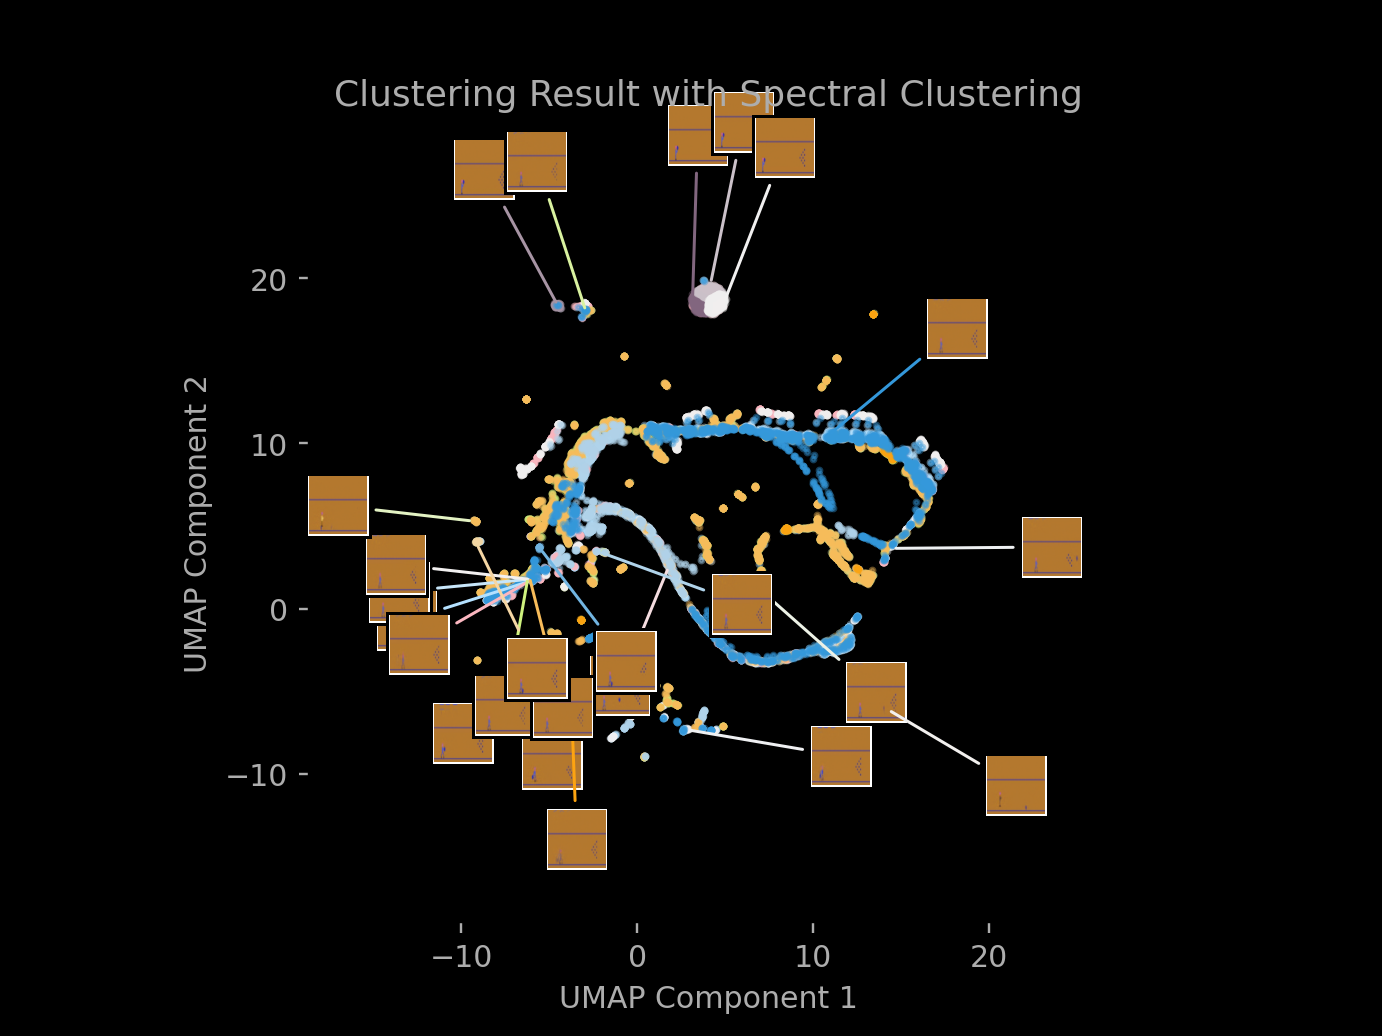 Clustering Result with Spectral Clustering
20
10
0
−10
UMAP Component 2
−10 0 10 20
UMAP Component 1